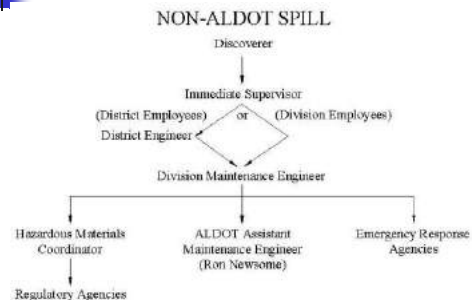 NON-ALDOT SPILL
Discoverer
Immediate Supervisor
(District Employees) or (Division Employees)
District Engineer
Division Maintenance Engineer
Hazardous Materials
Coordinator
ALDOT Assistant
Maintenance Engineer
(Ron Newsome)
Emergency Response
Agencies
Regulatory Agencies